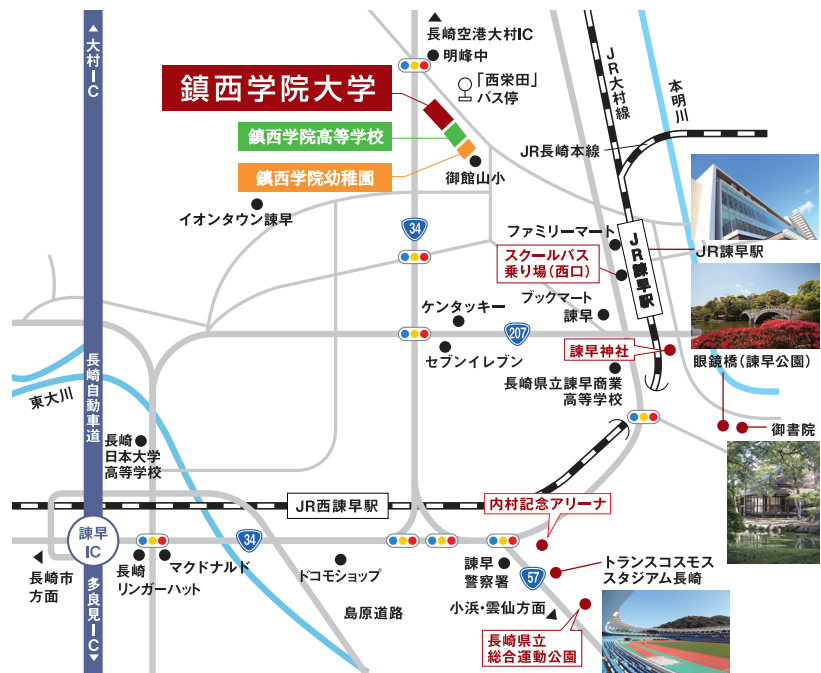 ▲大村IC
長崎空港大村IC
明峰中
「西栄田」
バス停
鎮西学院大学
鎮西学院高等学校
鎮西学院幼稚園
御館山小
JR大村線
本明川
JR長崎本線
イオンタウン諫早
34
ファミリーマート
スクールバス
乗り場(西口)
JR諫早駅
JR諫早駅
ブックマート
諫早
ケンタッキー
207
セブンイレブン
諫早神社
眼鏡橋(諫早公園)
長崎県立諫早商業
高等学校
長崎自動車道
東大川
御書院
長崎
日本大学
高等学校
JR西諫早駅
内村記念アリーナ
諫早
IC
34
長崎市
方面
長崎
リンガーハット
マクドナルド
ドコモショップ
諫早
警察署
57
トランスコスモス
スタジアム長崎
島原道路
小浜・雲仙方面
多良見IC▼
長崎県立
総合運動公園